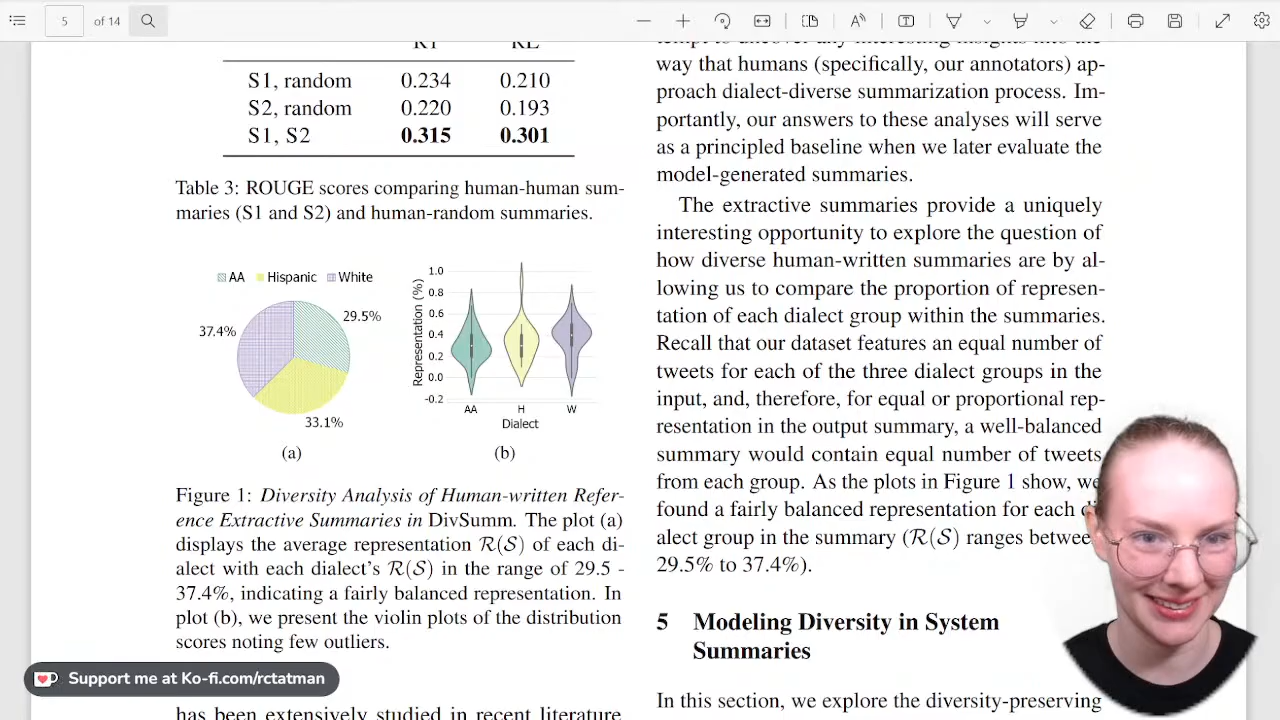 5 of 14
R1 RL
S1, random 0.234 0.210
S2, random 0.220 0.193
S1, S2 0.315 0.301
Table 3: ROUGE scores comparing human-human sum-
maries (S1 and S2) and human-random summaries.
AA Hispanic White
37.4%
29.5%
33.1%
(a)
Representation (%)
1.0
0.8
0.6
0.4
0.2
0.0
-0.2
AA H W
Dialect
(b)
Figure 1: Diversity Analysis of Human-written Refer-
ence Extractive Summaries in DivSumm. The plot (a)
displays the average representation R(S) of each di-
alect with each dialect's R(S) in the range of 29.5 -
37.4%, indicating a fairly balanced representation. In
plot (b), we present the violin plots of the distribution
scores noting few outliers.
Support me at Ko-fi.com/rctatman
has been extensively studied in recent literature
tempt to uncover any interesting insights into the
way that humans (specifically, our annotators) ap-
proach dialect-diverse summarization process. Im-
portantly, our answers to these analyses will serve
as a principled baseline when we later evaluate the
model-generated summaries.
The extractive summaries provide a uniquely
interesting opportunity to explore the question of
how diverse human-written summaries are by al-
lowing us to compare the proportion of represen-
tation of each dialect group within the summaries.
Recall that our dataset features an equal number of
tweets for each of the three dialect groups in the
input, and, therefore, for equal or proportional rep-
resentation in the output summary, a well-balanced
summary would contain equal number of tweets
from each group. As the plots in Figure 1 show, we
found a fairly balanced representation for each di-
alect group in the summary (R(S) ranges between
29.5% to 37.4%).
5 Modeling Diversity in System
Summaries
In this section, we explore the diversity-preserving